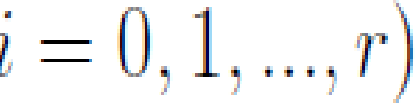 i = 0, 1, ..., r)